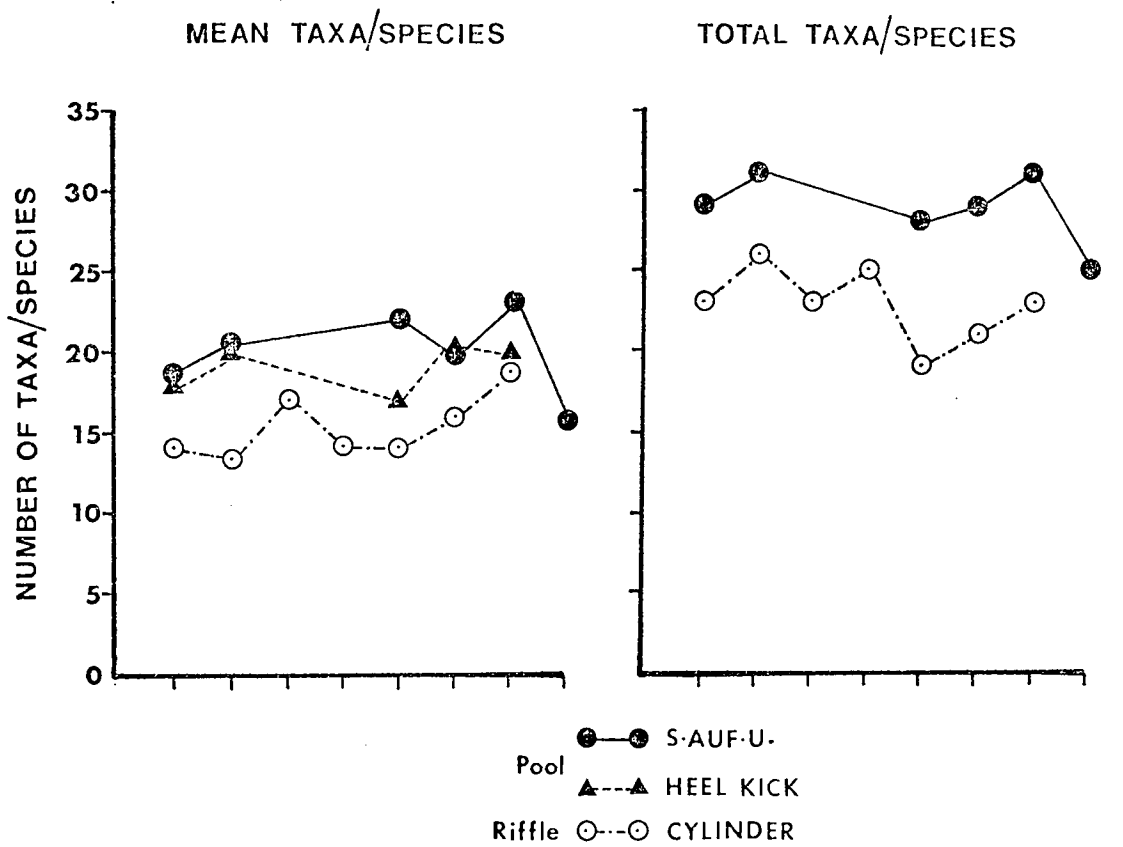 MEAN TAXA/SPECIES
TOTAL TAXA/SPECIES
NUMBER OF TAXA/SPECIES
35
30
25
20
15
10
5
0
Pool
S·AUF·U.
HEEL KICK
Riffle
CYLINDER